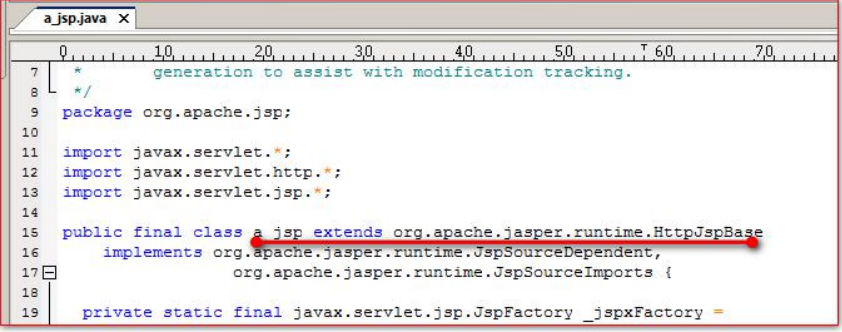 a_jsp.java X
0 10 20 30 40 50 T 60 70
7 * generation to assist with modification tracking.
8 */
9 package org.apache.jsp;
10
11 import javax.servlet.*;
12 import javax.servlet.http.*;
13 import javax.servlet.jsp.*;
14
15 public final class a_jsp extends org.apache.jasper.runtime.HttpJspBase
16 implements org.apache.jasper.runtime.JspSourceDependent,
17 org.apache.jasper.runtime.JspSourceImports {
18
19 private static final javax.servlet.jsp.JspFactory _jspxFactory =